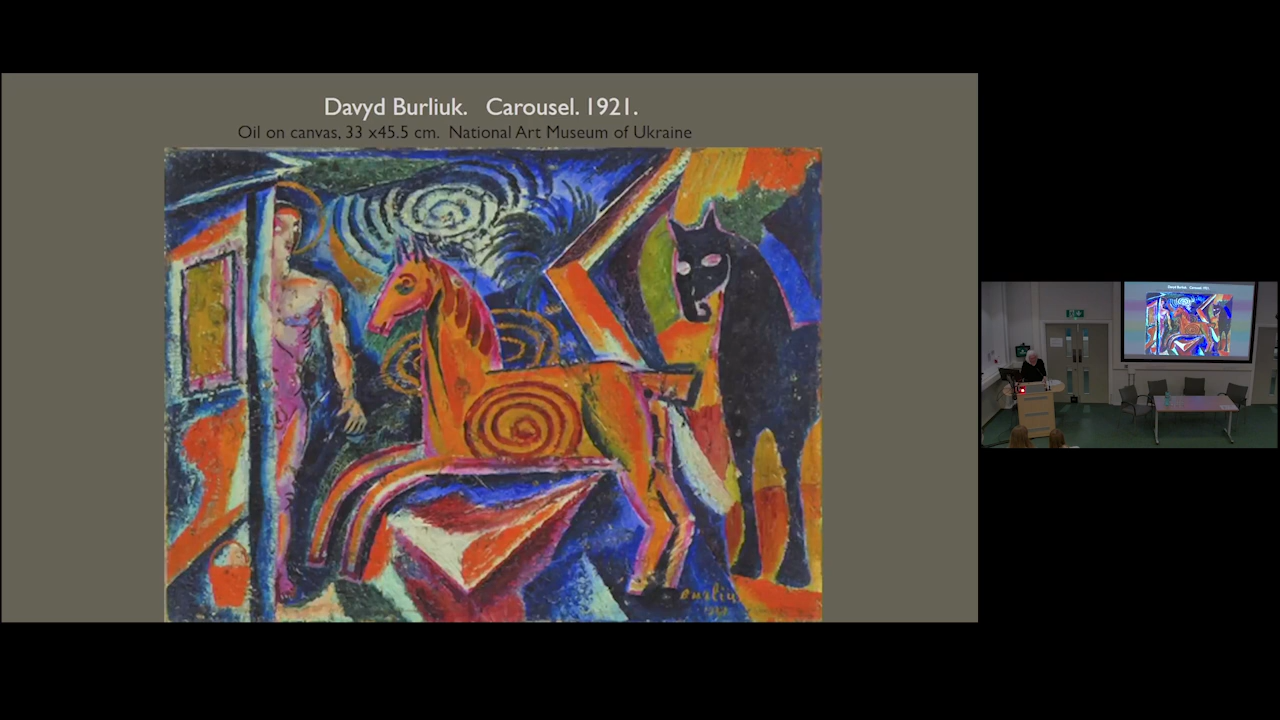 Davyd Burliuk. Carousel. 1921.
Oil on canvas, 33 x45.5 cm. National Art Museum of Ukraine